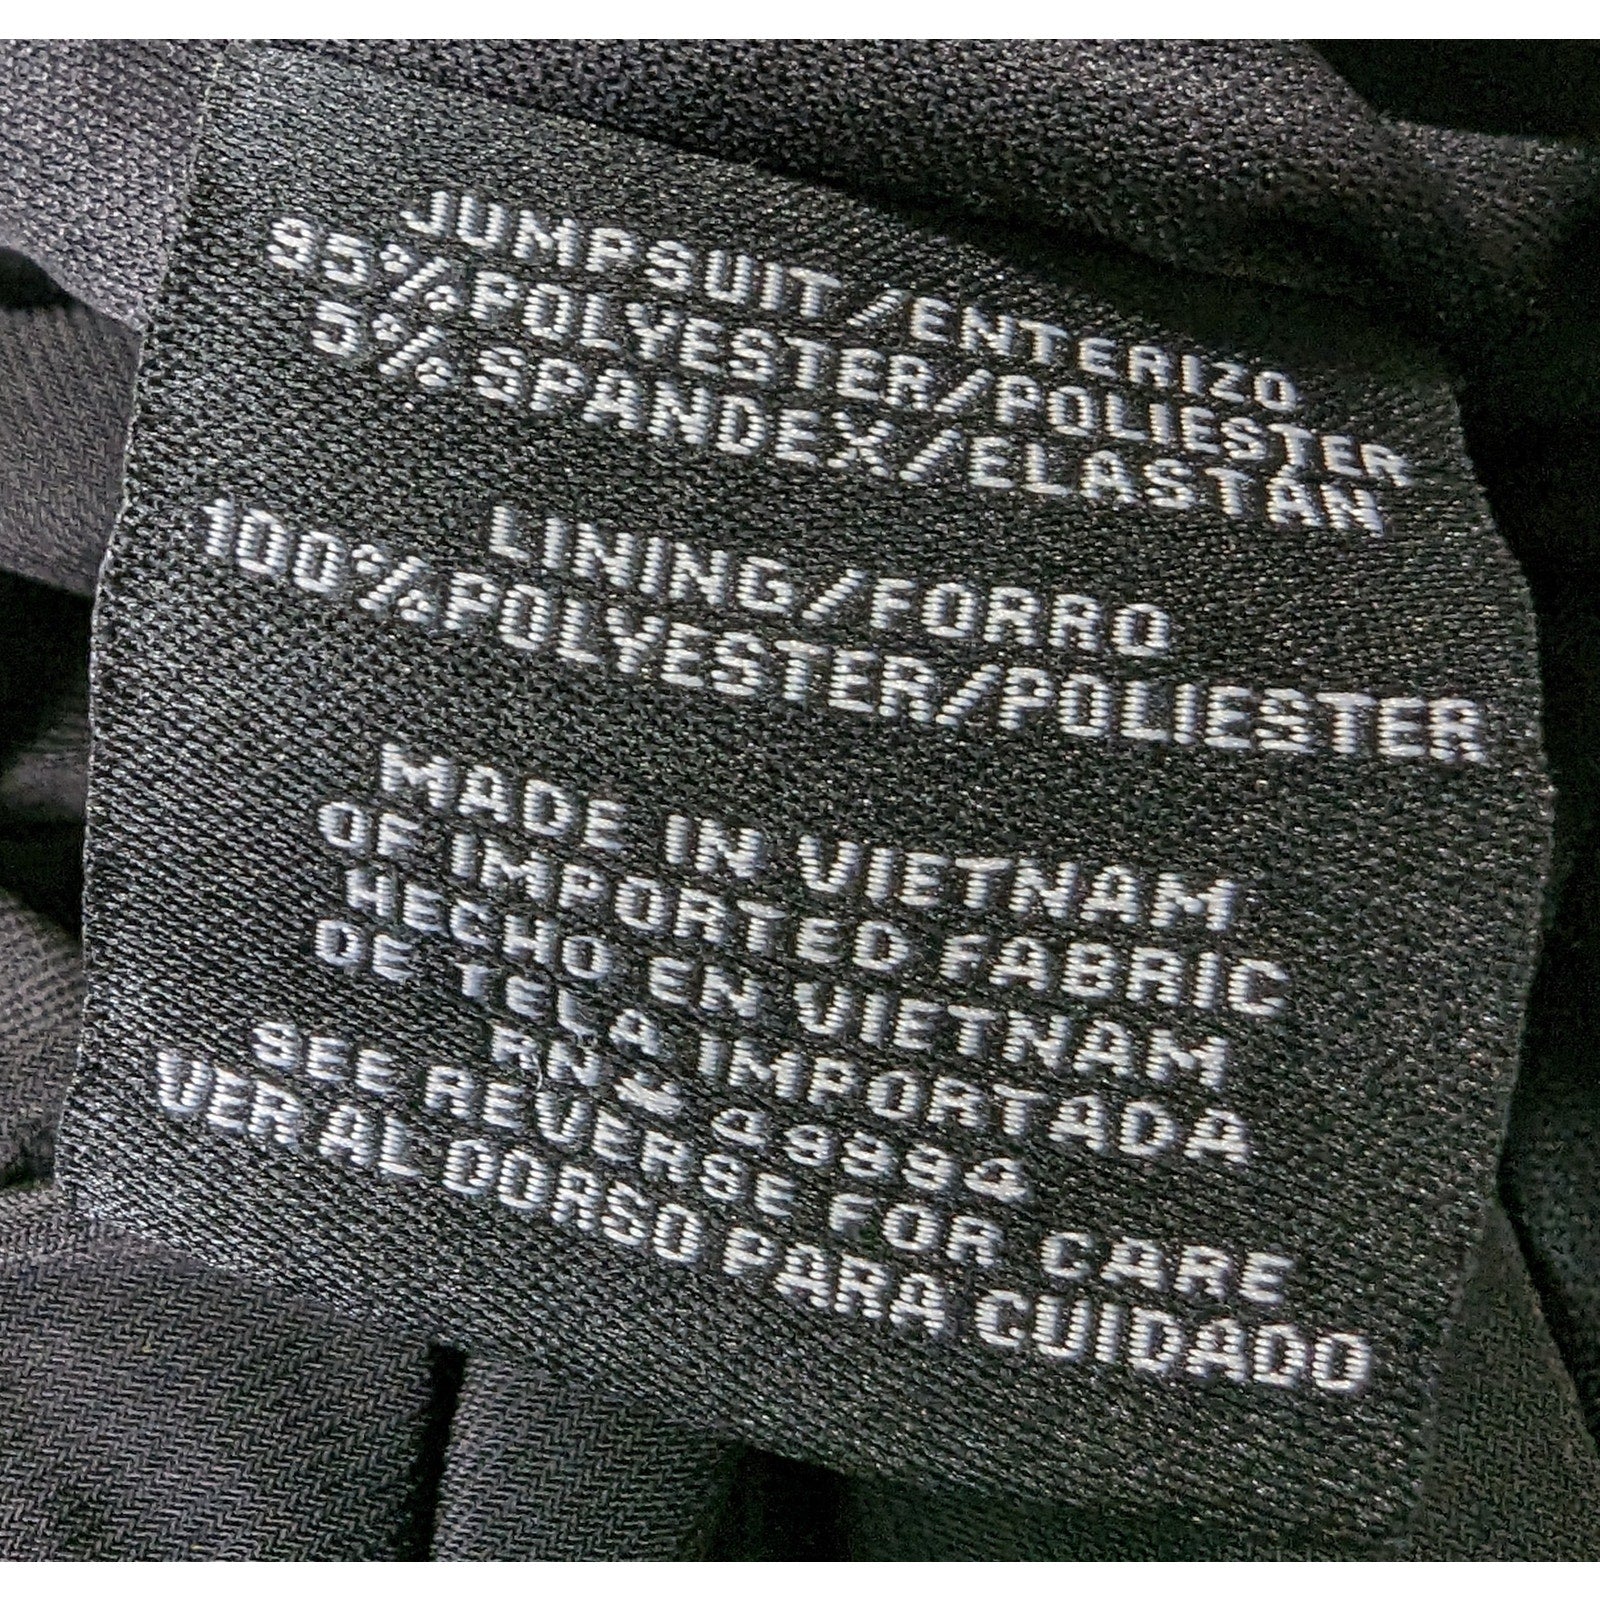 JUMPSUIT/ENTERIZO
95% POLYESTER/POLIESTER
5% SPANDEX/ELASTAN
LINING/FORRO
100% POLYESTER/POLIESTER
MADE IN VIETNAM
OF IMPORTED FABRIC
HECHO EN VIETNAM
DE TELA IMPORTADA
RN
SEE REVERSE FOR CARE
VER AL DORSO PARA CUIDADO